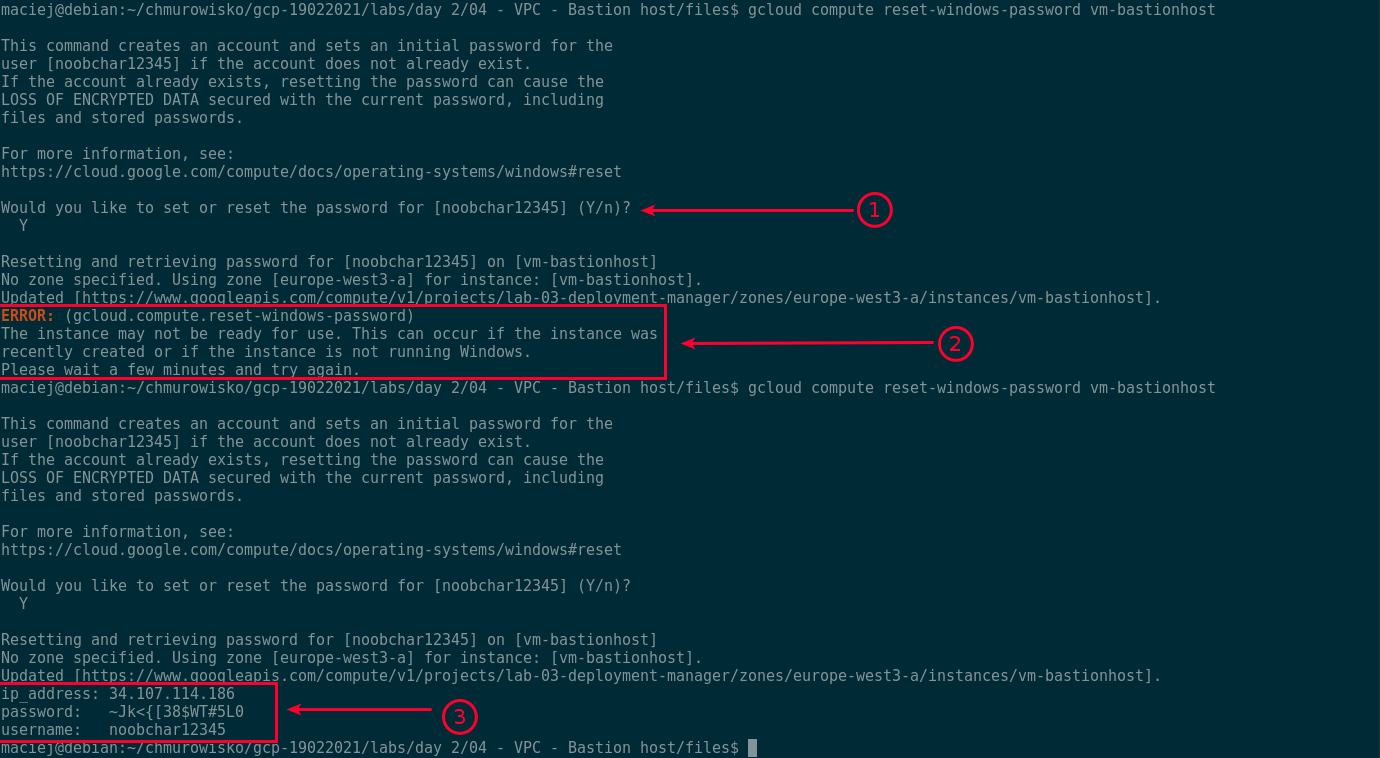 maciej@debian:~/chmurowisko/gcp-19022021/labs/day 2/04 - VPC - Bastion host/files$ gcloud compute reset-windows-password vm-bastionhost
This command creates an account and sets an initial password for the
user [noobchar12345] if the account does not already exist.
If the account already exists, resetting the password can cause the
LOSS OF ENCRYPTED DATA secured with the current password, including
files and stored passwords.
For more information, see:
https://cloud.google.com/compute/docs/operating-systems/windows#reset
Would you like to set or reset the password for [noobchar12345] (Y/n)?
1
Y
Resetting and retrieving password for [noobchar12345] on [vm-bastionhost]
No zone specified. Using zone [europe-west3-a] for instance: [vm-bastionhost].
Updated [https://www.googleapis.com/compute/v1/projects/lab-03-deployment-manager/zones/europe-west3-a/instances/vm-bastionhost].
ERROR: (gcloud.compute.reset-windows-password)
The instance may not be ready for use. This can occur if the instance was
recently created or if the instance is not running Windows.
2
Please wait a few minutes and try again.
maciej@debian:~/chmurowisko/gcp-19022021/labs/day 2/04 - VPC - Bastion host/files$ gcloud compute reset-windows-password vm-bastionhost
This command creates an account and sets an initial password for the
user [noobchar12345] if the account does not already exist.
If the account already exists, resetting the password can cause the
LOSS OF ENCRYPTED DATA secured with the current password, including
files and stored passwords.
For more information, see:
https://cloud.google.com/compute/docs/operating-systems/windows#reset
Would you like to set or reset the password for [noobchar12345] (Y/n)?
Y
Resetting and retrieving password for [noobchar12345] on [vm-bastionhost]
No zone specified. Using zone [europe-west3-a] for instance: [vm-bastionhost].
Updated [https://www.googleapis.com/compute/v1/projects/lab-03-deployment-manager/zones/europe-west3-a/instances/vm-bastionhost].
ip_address: 34.107.114.186
password:   ~Jk<{[38$WT#5L0
3
username:   noobchar12345
maciej@debian:~/chmurowisko/gcp-19022021/labs/day 2/04 - VPC - Bastion host/files$